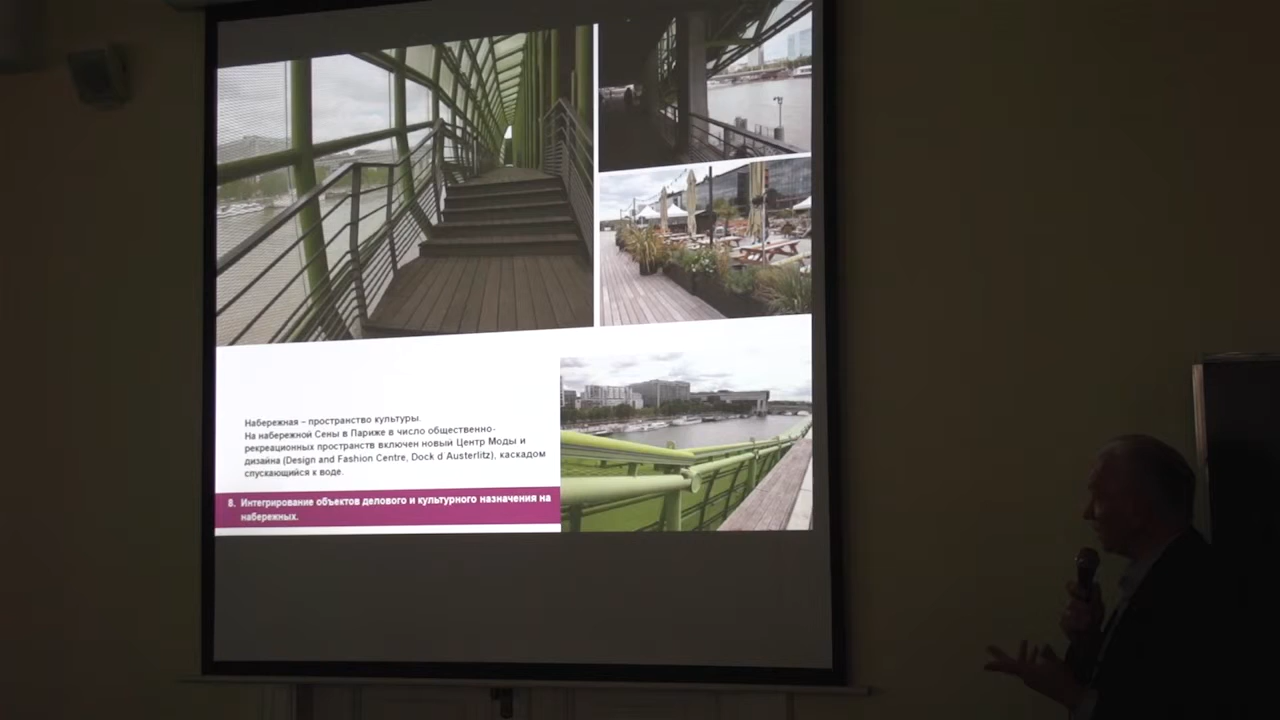 Набережная – пространство культуры.
На набережной Сены в Париже в число общественно-
рекреационных пространств включен новый Центр Моды и
дизайна (Design and Fashion Centre, Dock d Austerlitz), каскадом
спускающийся к воде.
8. Интегрирование объектов делового и культурного назначения на
набережных.